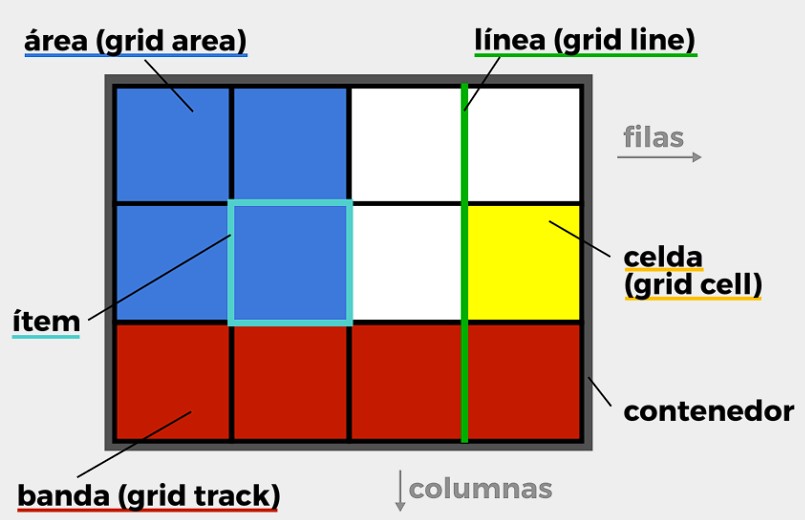 área (grid area)
línea (grid line)
filas
celda
(grid cell)
ítem
contenedor
columnas
banda (grid track)